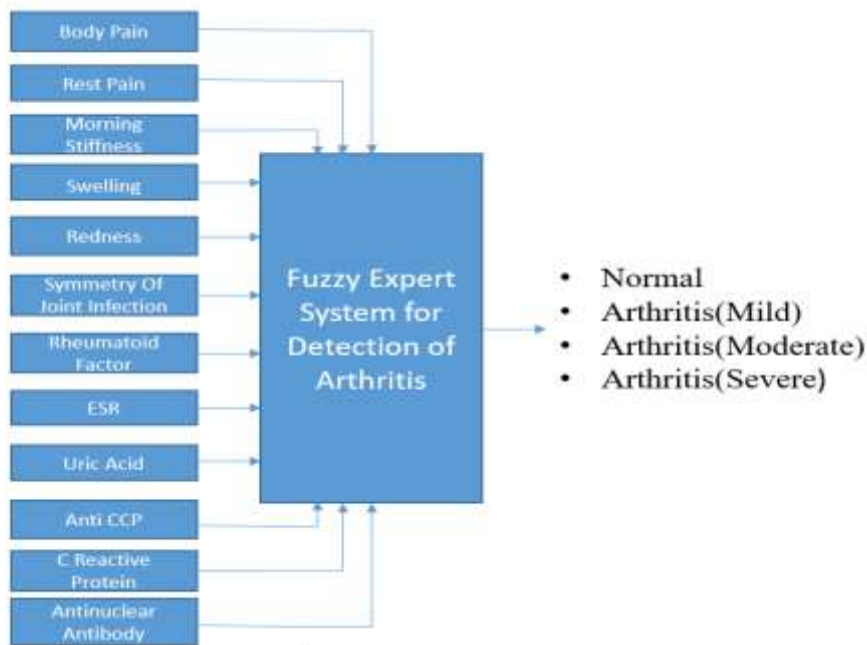 Body Pain
Rest Pain
Morning
Stiffness
Swelling
Redness
Symmetry Of
Joint Infection
Rheumatoid
Factor
ESR
Uric Acid
Anti CCP
C Reactive
Protein
Antinuclear
Antibody
Fuzzy Expert
System for
Detection of
Arthritis
• Normal
• Arthritis(Mild)
• Arthritis(Moderate)
• Arthritis(Severe)